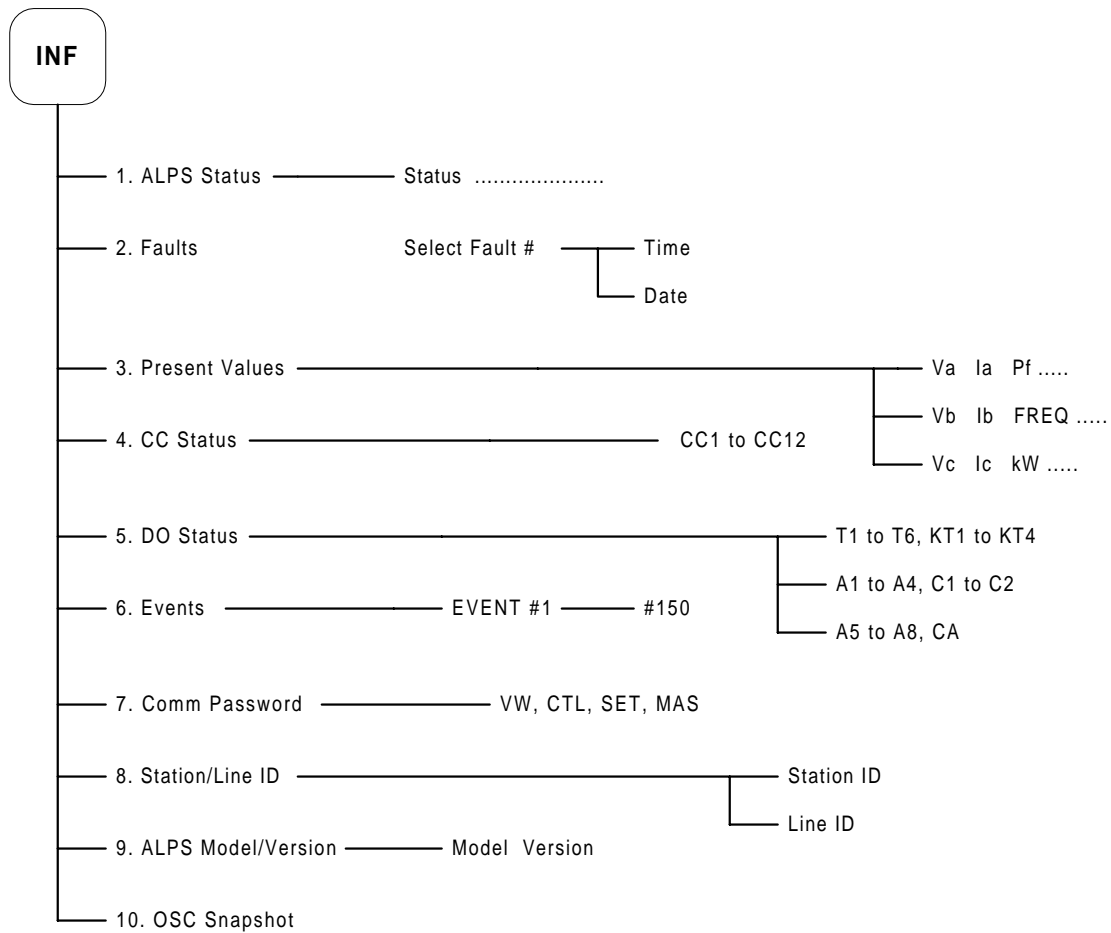 INF
1. ALPS Status Status .....................
2. Faults Select Fault # Time
Date
3. Present Values Va Ia Pf .....
Vb Ib FREQ .....
4. CC Status CC1 to CC12
Vc Ic kW .....
5. DO Status T1 to T6, KT1 to KT4
A1 to A4, C1 to C2
6. Events EVENT #1 #150
A5 to A8, CA
7. Comm Password VW, CTL, SET, MAS
8. Station/Line ID Station ID
Line ID
9. ALPS Model/Version Model Version
10. OSC Snapshot